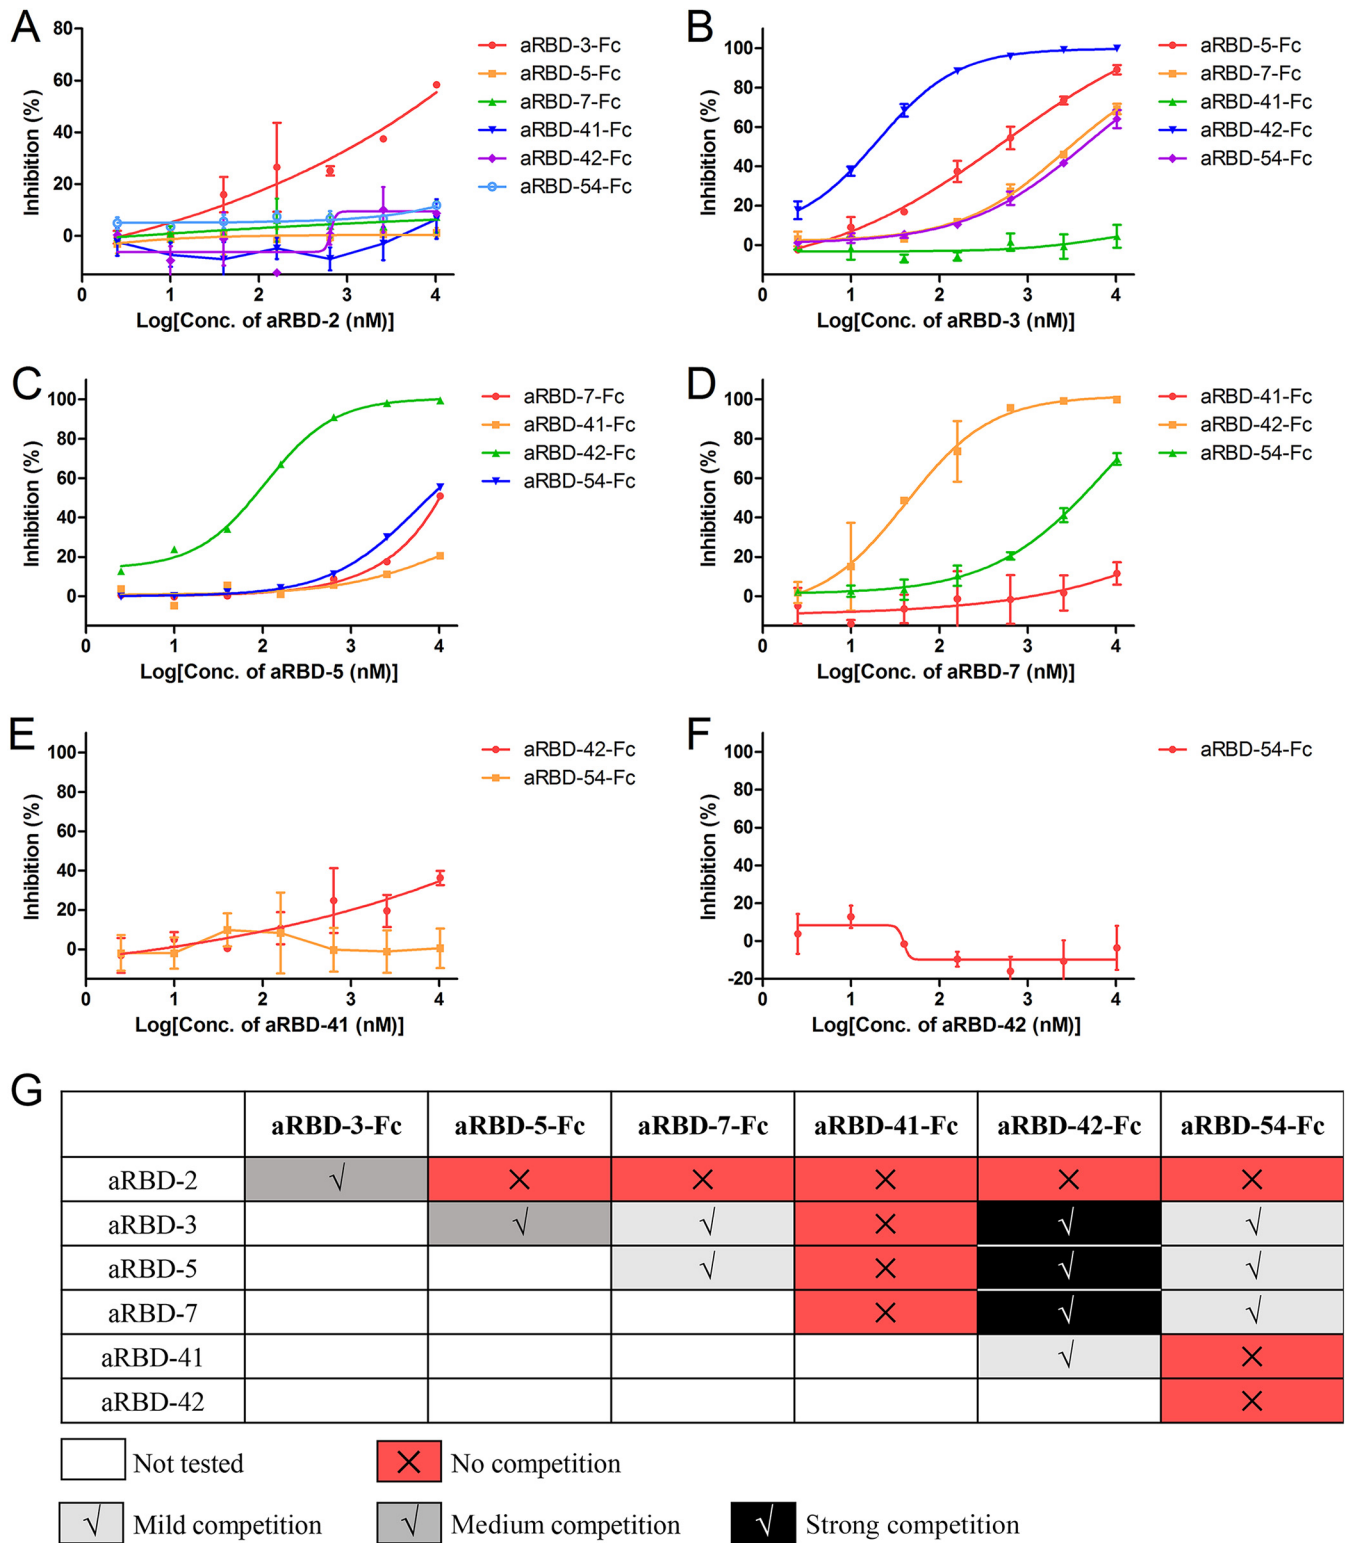 A
80
60
40
20
0
Inhibition (%)
0 1 2 3 4
Log[Conc. of aRBD-2 (nM)]
aRBD-3-Fc
aRBD-5-Fc
aRBD-7-Fc
aRBD-41-Fc
aRBD-42-Fc
aRBD-54-Fc
B
100
80
60
40
20
0
Inhibition (%)
0 1 2 3 4
Log[Conc. of aRBD-3 (nM)]
aRBD-5-Fc
aRBD-7-Fc
aRBD-41-Fc
aRBD-42-Fc
aRBD-54-Fc
C
100
80
60
40
20
0
Inhibition (%)
0 1 2 3 4
Log[Conc. of aRBD-5 (nM)]
aRBD-7-Fc
aRBD-41-Fc
aRBD-42-Fc
aRBD-54-Fc
D
100
80
60
40
20
0
Inhibition (%)
0 1 2 3 4
Log[Conc. of aRBD-7 (nM)]
aRBD-41-Fc
aRBD-42-Fc
aRBD-54-Fc
E
100
80
60
40
20
0
Inhibition (%)
0 1 2 3 4
Log[Conc. of aRBD-41 (nM)]
aRBD-42-Fc
aRBD-54-Fc
F
100
80
60
40
20
0
-20
Inhibition (%)
0 1 2 3 4
Log[Conc. of aRBD-42 (nM)]
aRBD-54-Fc
G
aRBD-3-Fc aRBD-5-Fc aRBD-7-Fc aRBD-41-Fc aRBD-42-Fc aRBD-54-Fc
aRBD-2 √ × × × × ×
aRBD-3 √ √ × √ √
aRBD-5 √ × √ √
aRBD-7 × √ √
aRBD-41 √ ×
aRBD-42 ×
Not tested × No competition
√ Mild competition √ Medium competition √ Strong competition